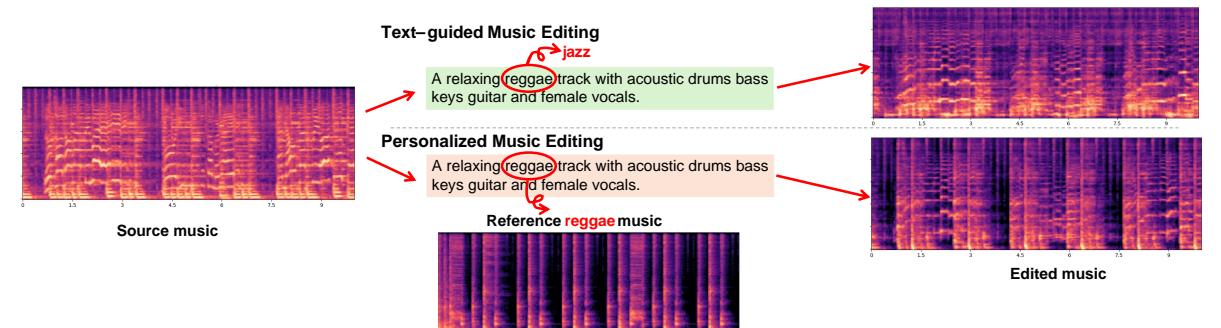 Text–guided Music Editing
jazz
A relaxing reggae track with acoustic drums bass
keys guitar and female vocals.
0 1.5 3 4.5 6 7.5 9
Source music
0 1.5 3 4.5 6 7.5 9
Personalized Music Editing
A relaxing reggae track with acoustic drums bass
keys guitar and female vocals.
Reference reggae music
0 1.5 3 4.5 6 7.5 9
Edited music